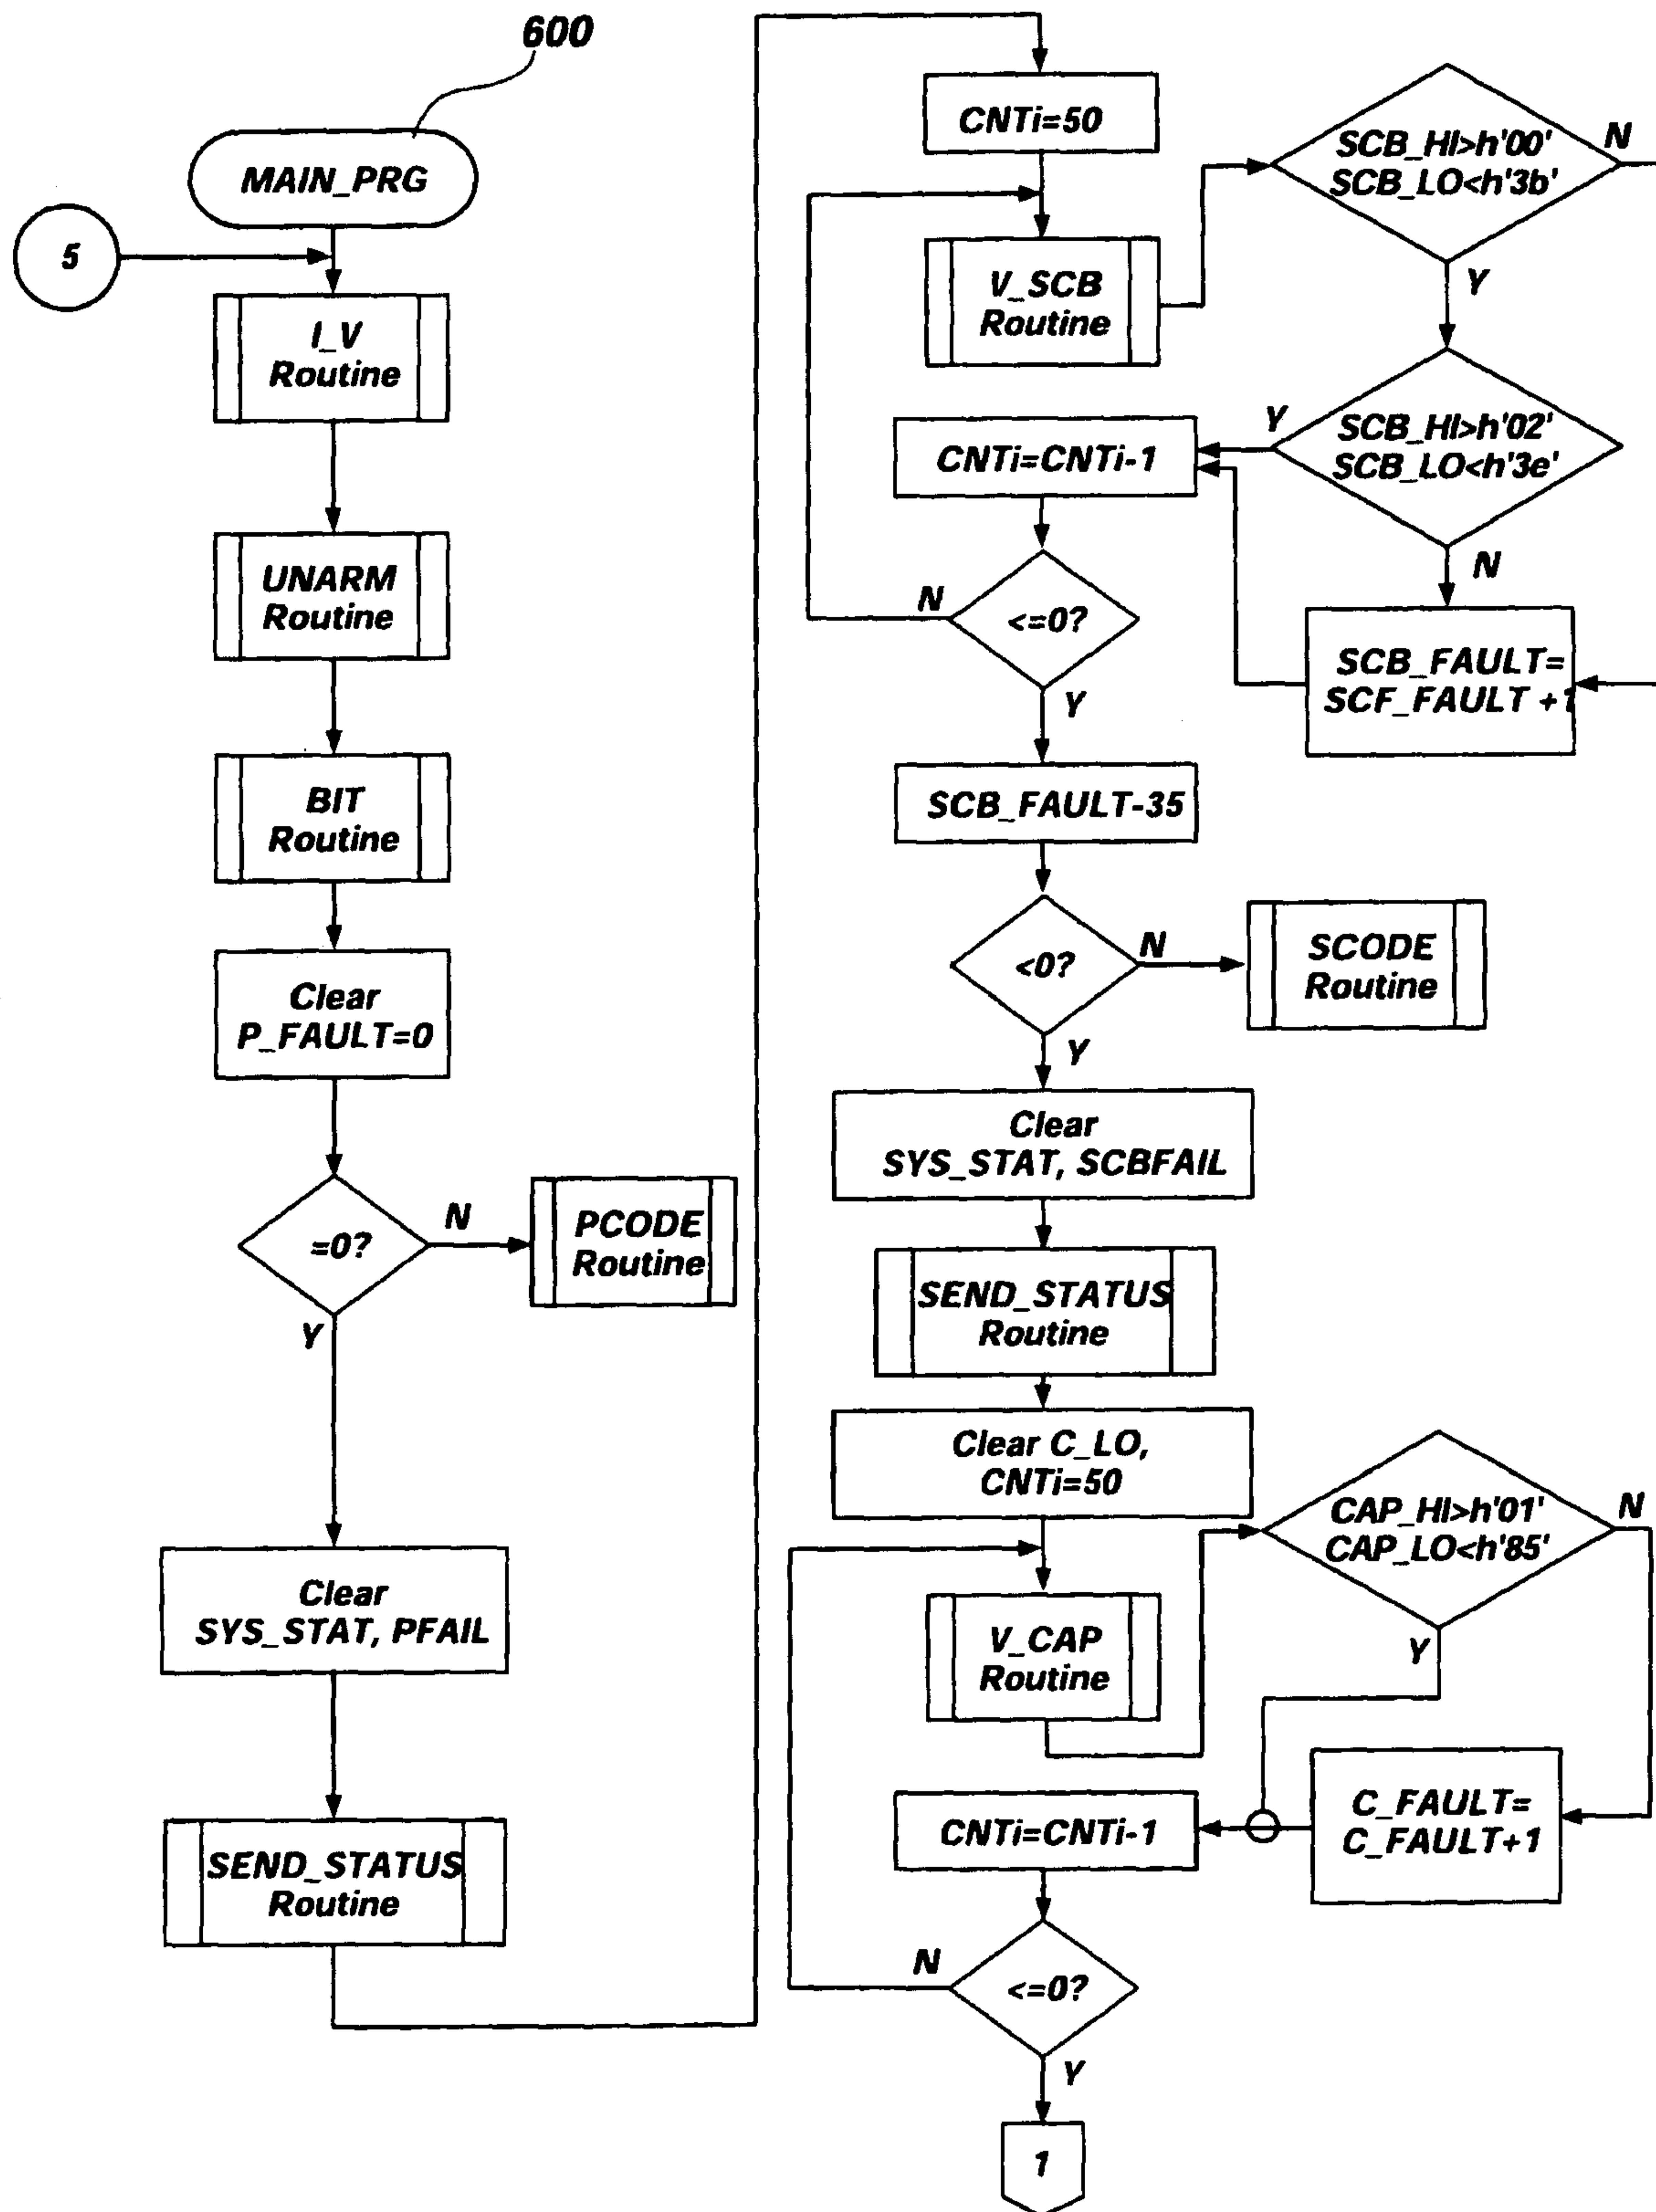 600
MAIN_PRG
5
I_V
Routine
UNARM
Routine
BIT
Routine
Clear
P_FAULT=0
=0?
N
PCODE
Routine
Y
Clear
SYS_STAT, PFAIL
SEND_STATUS
Routine
CNTi=50
V_SCB
Routine
SCB_HI>h'00'
SCB_LO<h'3b'
N
Y
SCB_HI>h'02'
SCB_LO<h'3e'
Y
N
SCB_FAULT=
SCF_FAULT +1
CNTi=CNTi-1
<=0?
N
Y
SCB_FAULT-35
<0?
N
SCODE
Routine
Y
Clear
SYS_STAT, SCBFAIL
SEND_STATUS
Routine
Clear C_LO,
CNTi=50
V_CAP
Routine
CAP_HI>h'01'
CAP_LO<h'85'
N
Y
C_FAULT=
C_FAULT+1
CNTi=CNTi-1
<=0?
N
Y
1